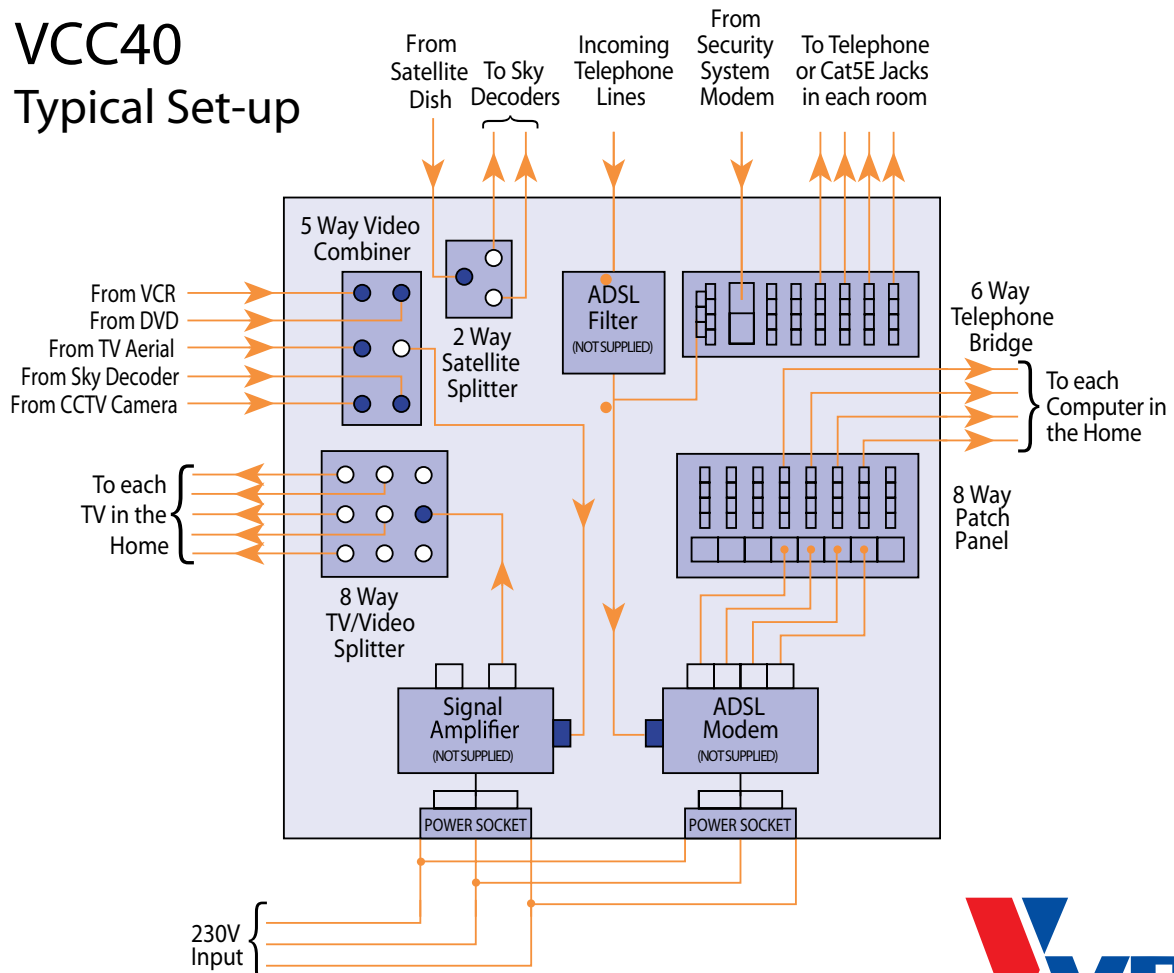 VCC40
Typical Set-up
From
Satellite
Dish
To Sky
Decoders
Incoming
Telephone
Lines
From
Security
System
Modem
To Telephone
or Cat5E Jacks
in each room
5 Way Video
Combiner
From VCR
From DVD
From TV Aerial
From Sky Decoder
From CCTV Camera
2 Way
Satellite
Splitter
ADSL
Filter
(NOT SUPPLIED)
6 Way
Telephone
Bridge
To each
Computer in
the Home
To each
TV in the
Home
8 Way
TV/Video
Splitter
8 Way
Patch
Panel
Signal
Amplifier
(NOT SUPPLIED)
ADSL
Modem
(NOT SUPPLIED)
POWER SOCKET
POWER SOCKET
230V
Input